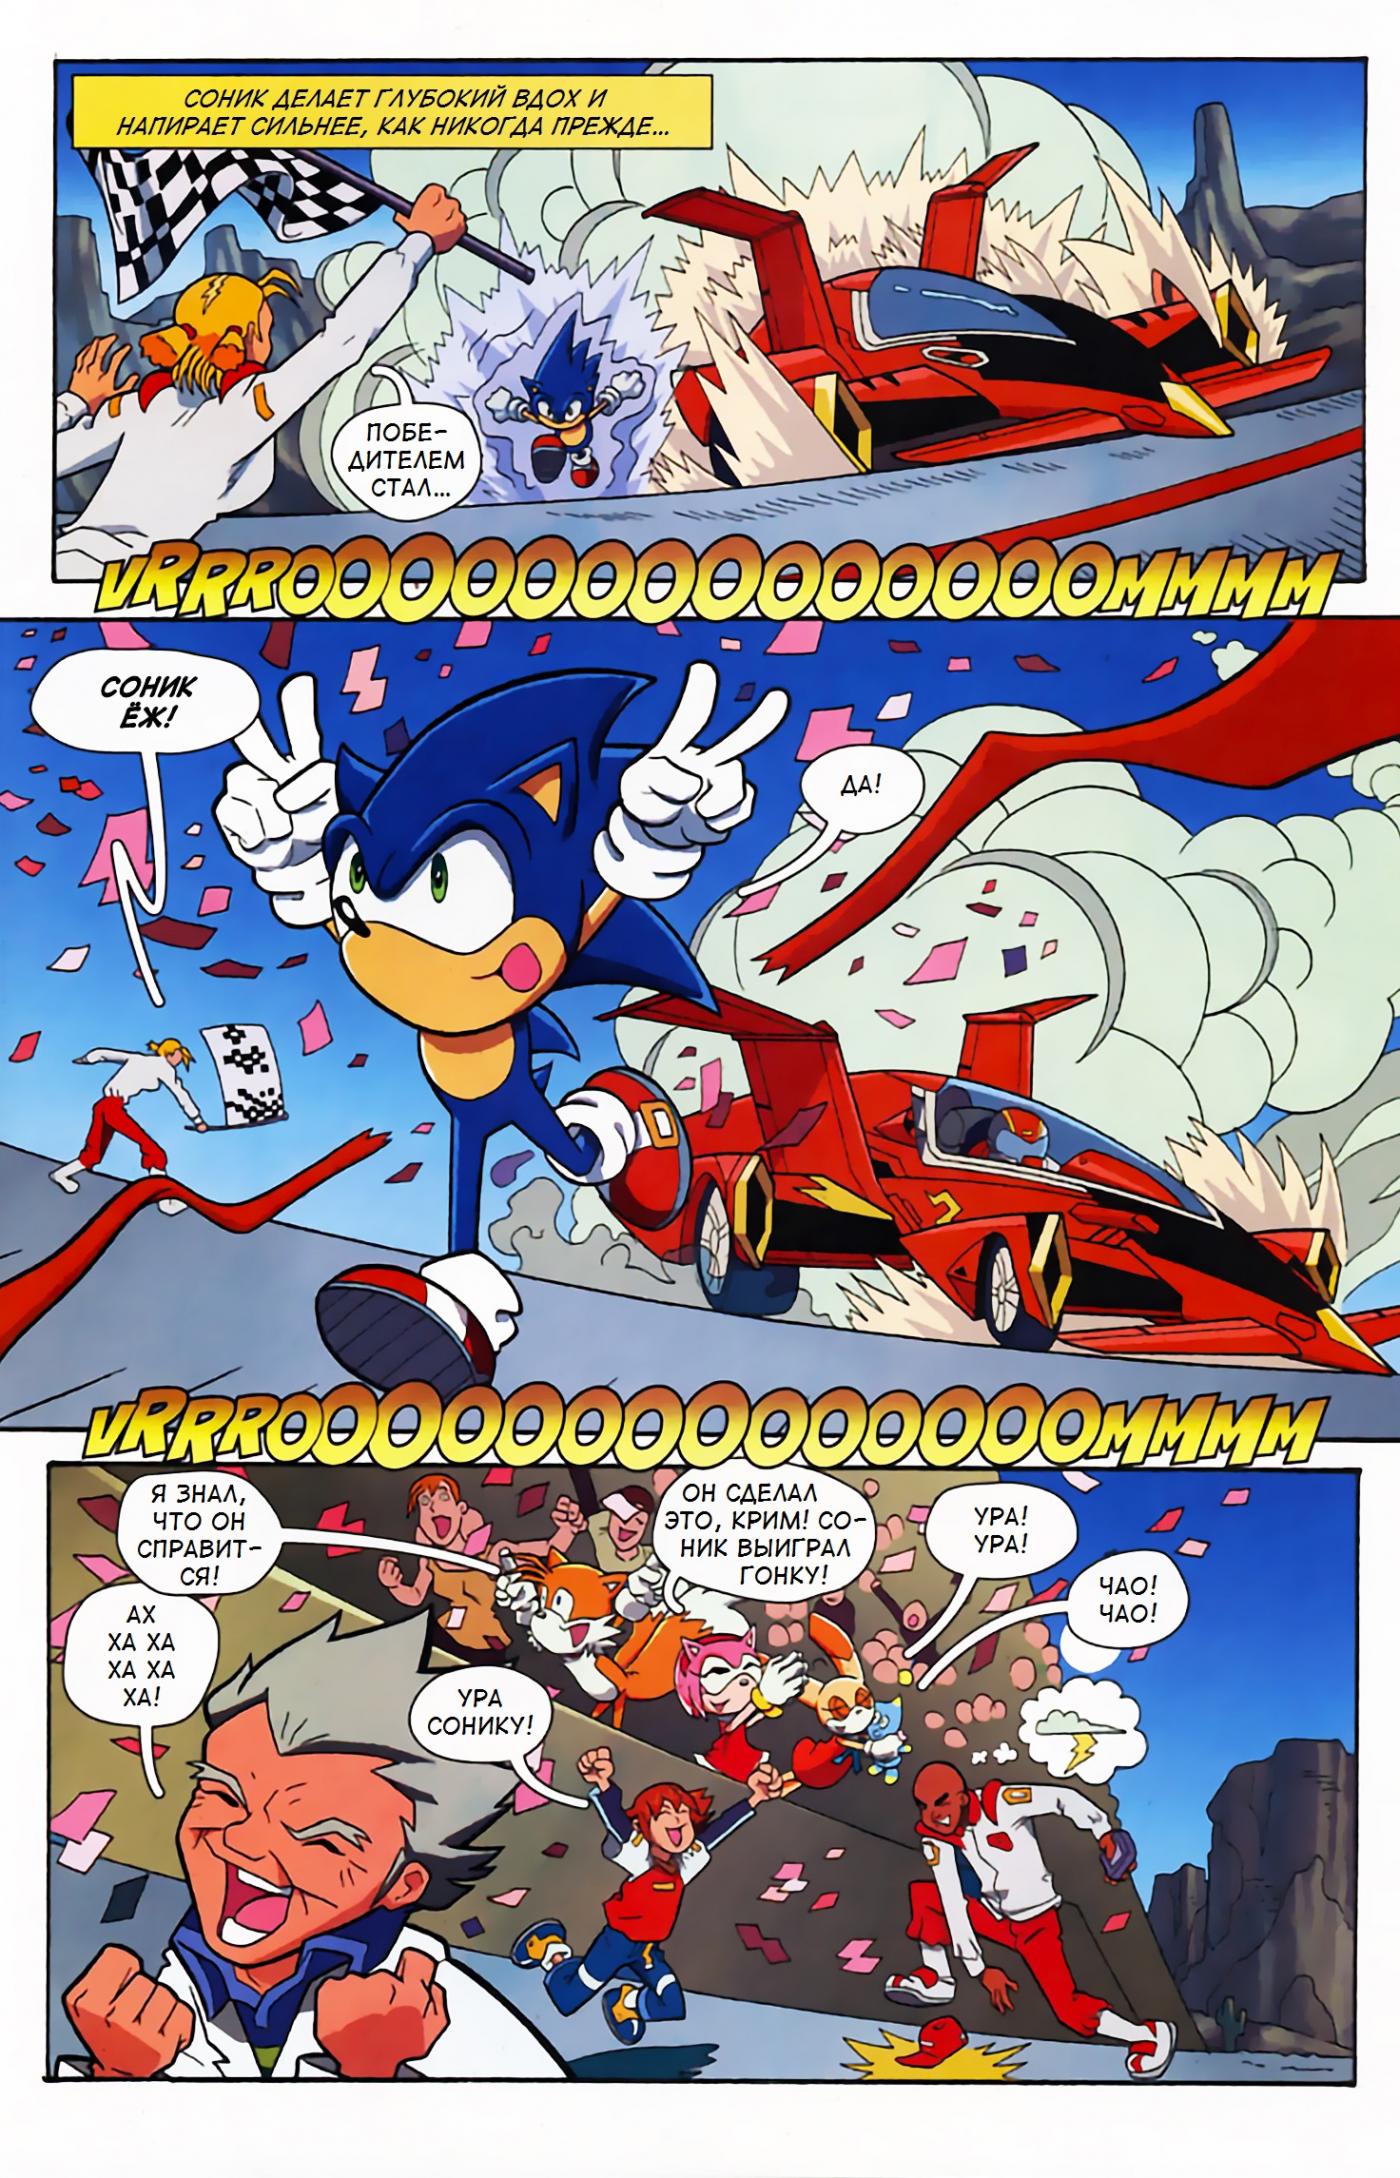 СОНИК ДЕЛАЕТ ГЛУБОКИЙ ВДОХ И
НАПИРАЕТ СИЛЬНЕЕ, КАК НИКОГДА ПРЕЖДЕ...
ПОБЕ-
ДИТЕЛЕМ
СТАЛ...
VRRROOOOOOOOOOOOOOOMMMM
СОНИК
ЁЖ!
ДА!
VRRROOOOOOOOOOOOOOOMMMM
Я ЗНАЛ,
ЧТО ОН
СПРАВИТ-
СЯ!
ОН СДЕЛАЛ
ЭТО, КРИМ! СО-
НИК ВЫИГРАЛ
ГОНКУ!
УРА!
УРА!
ЧАО!
ЧАО!
АХ
ХА ХА
ХА ХА
ХА!
УРА
СОНИКУ!